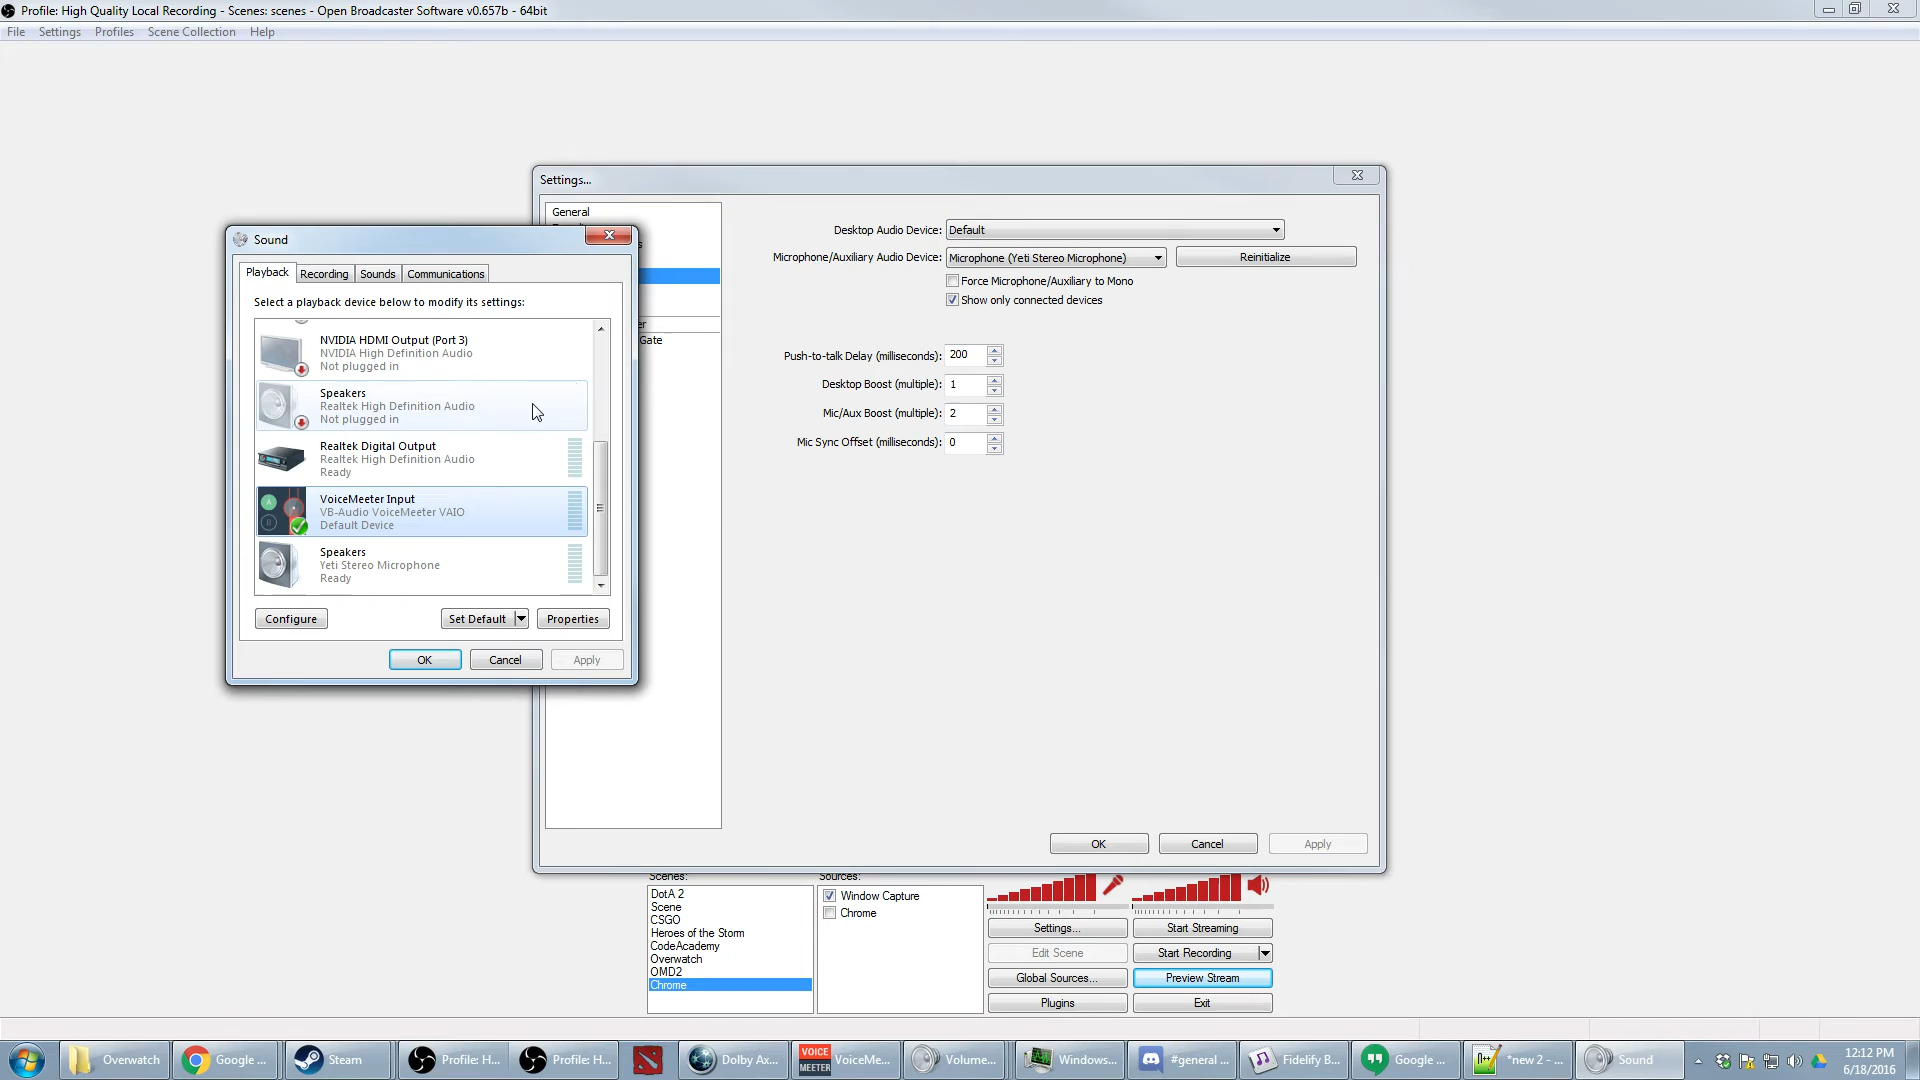 Profile: High Quality Local Recording - Scenes: scenes - Open Broadcaster Software v0.657b - 64bit
File Settings Profiles Scene Collection Help
Settings...
General
Sound
Playback Recording Sounds Communications
Select a playback device below to modify its settings:
NVIDIA HDMI Output (Port 3)
NVIDIA High Definition Audio
Not plugged in
Speakers
Realtek High Definition Audio
Not plugged in
Realtek Digital Output
Realtek High Definition Audio
Ready
VoiceMeeter Input
VB-Audio VoiceMeeter VAIO
Default Device
Speakers
Yeti Stereo Microphone
Ready
Configure Set Default Properties
OK Cancel Apply
Gate
Desktop Audio Device: Default
Microphone/Auxiliary Audio Device: Microphone (Yeti Stereo Microphone) Reinitialize
Force Microphone/Auxiliary to Mono
Show only connected devices
Push-to-talk Delay (milliseconds): 200
Desktop Boost (multiple): 1
Mic/Aux Boost (multiple): 2
Mic Sync Offset (milliseconds): 0
OK Cancel Apply
Scenes: Sources:
DotA 2
Scene
CSGO
Heroes of the Storm
CodeAcademy
Overwatch
OMD2
Chrome
Window Capture
Chrome
Settings... Start Streaming
Edit Scene Start Recording
Global Sources... Preview Stream
Plugins Exit
Overwatch Google ... Steam Profile: H... Profile: H... Dolby Ax... VOICE MEETER VoiceMe... Volume... Windows... #general ... Fidelify B... Google ... *new 2 - ... Sound
12:12 PM
6/18/2016